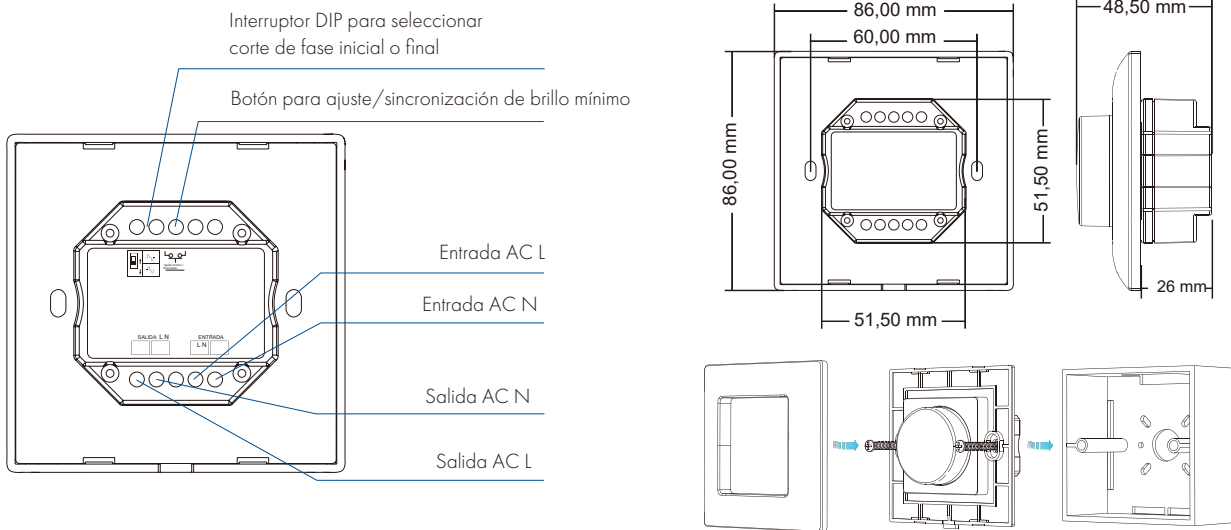 Interruptor DIP para seleccionar
corte de fase inicial o final
Botón para ajuste/sincronización de brillo mínimo
Entrada AC L
Entrada AC N
Salida AC N
Salida AC L
SALIDA L N
ENTRADA
L N
86,00 mm
60,00 mm
86,00 mm
51,50 mm
51,50 mm
48,50 mm
26 mm